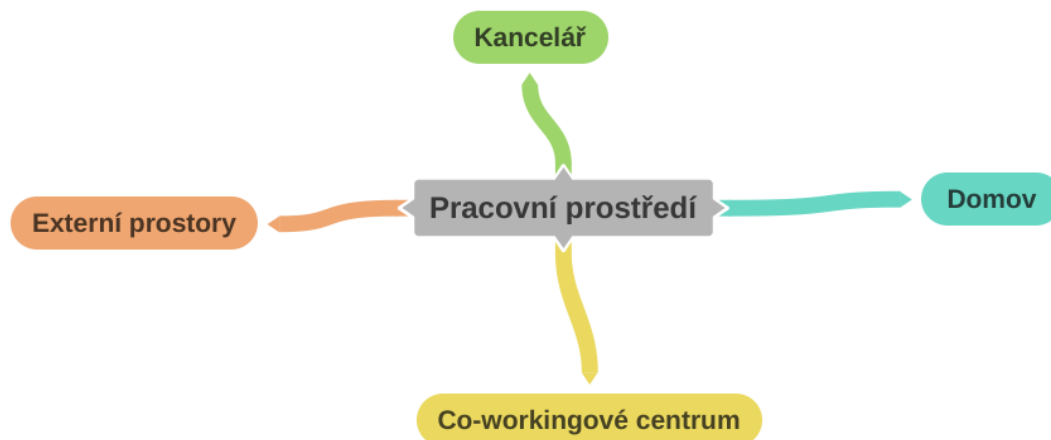 Kancelář
Pracovní prostředí
Domov
Externí prostory
Co-workingové centrum